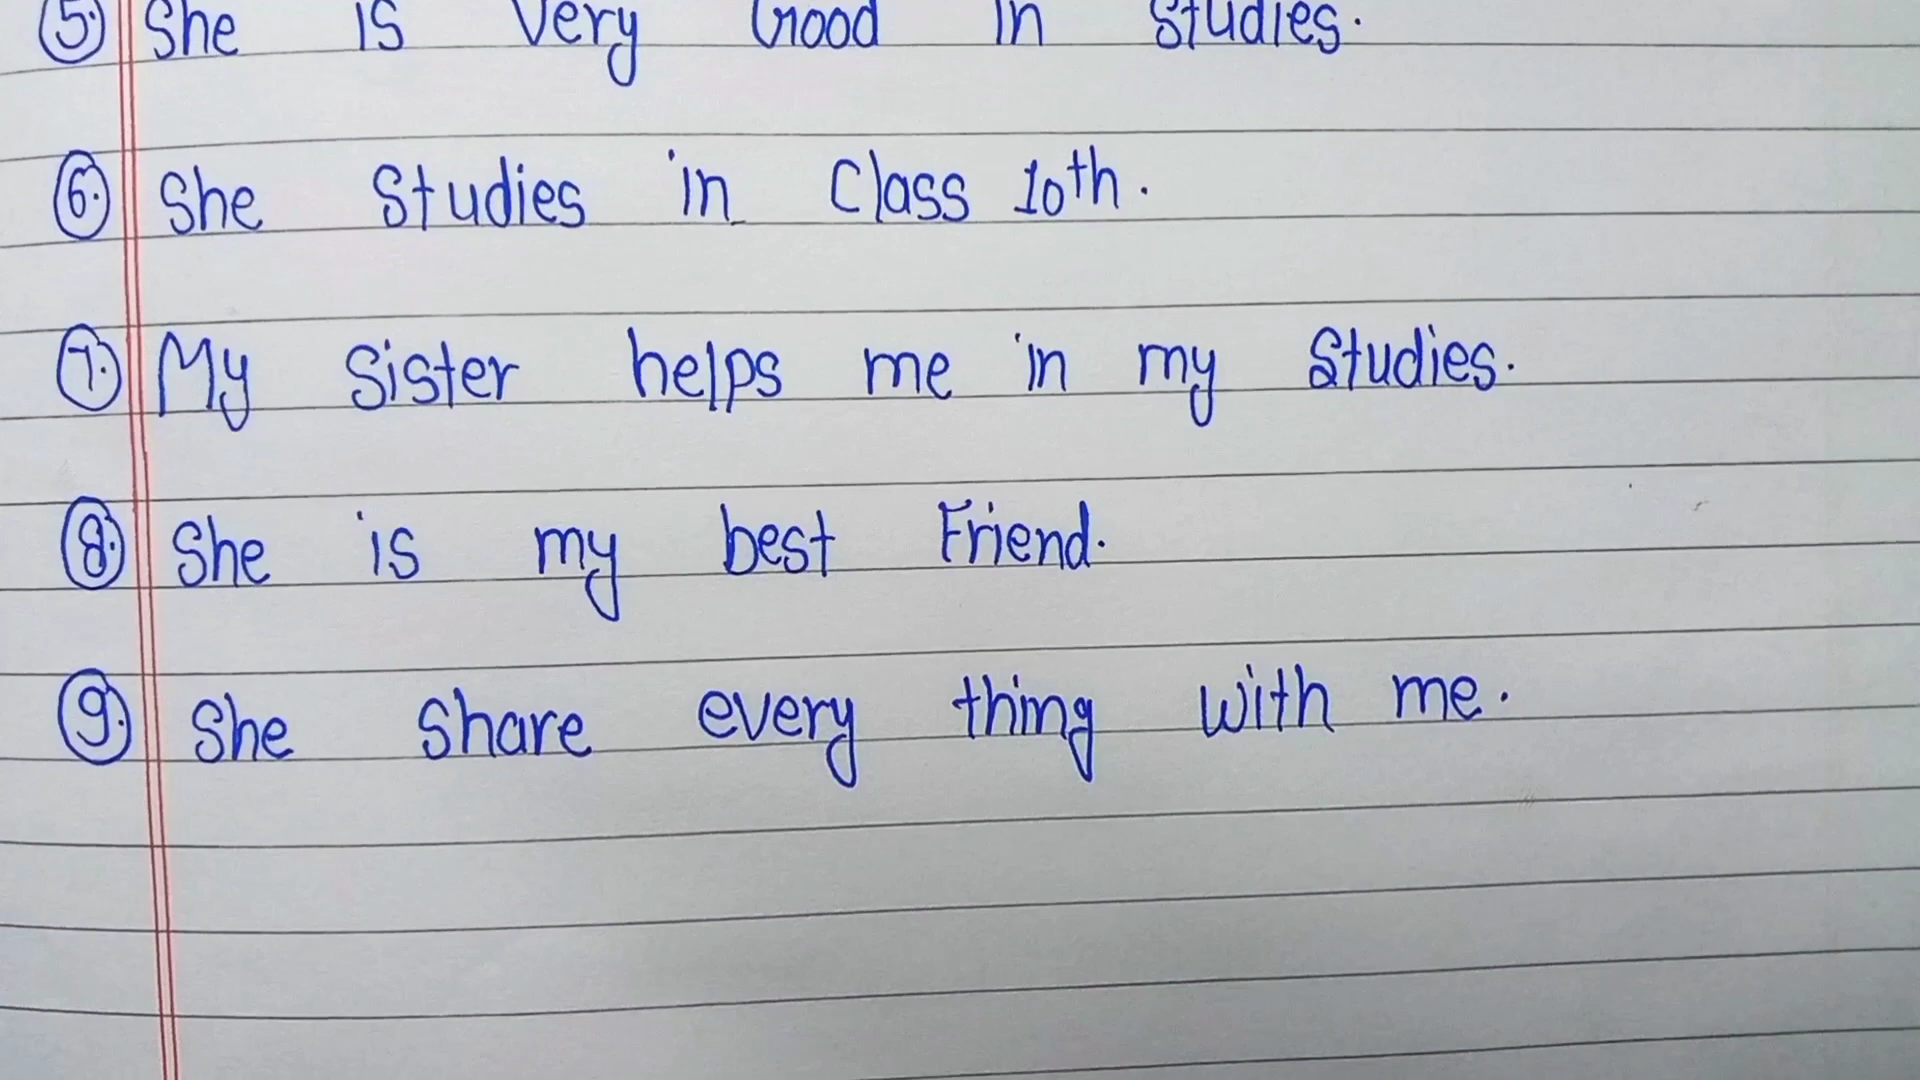 5. She is very Good in studies.
6. She Studies in Class 10th.
7. My Sister helps me in my Studies.
8. She is my best Friend.
9. She Share every thing with me.